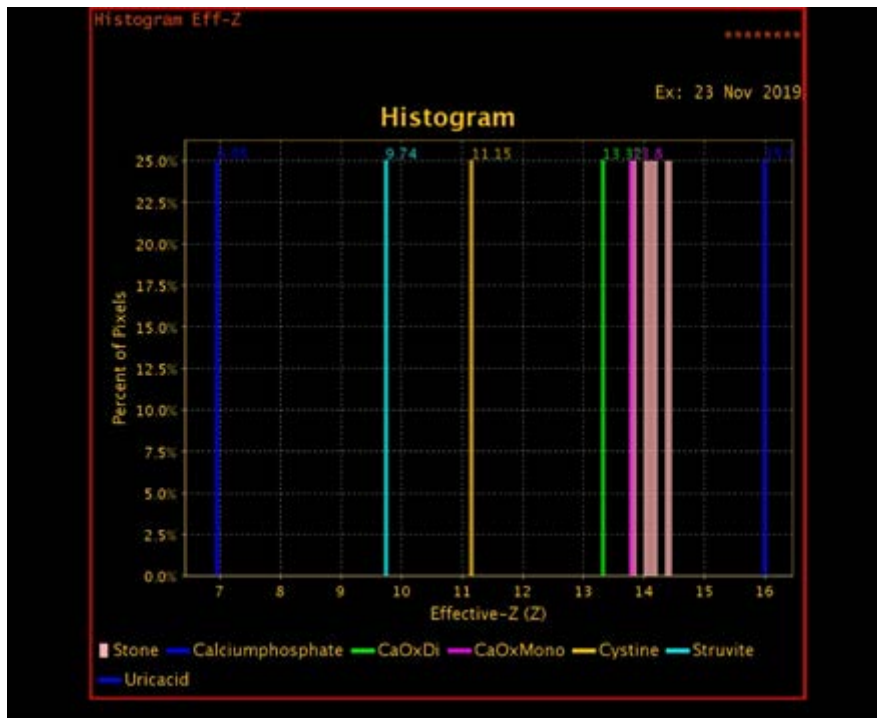 Histogram Eff-Z
********
Ex: 23 Nov 2019
Histogram
9.74
11.15
25.0%
22.5%
20.0%
17.5%
15.0%
12.5%
10.0%
7.5%
5.0%
2.5%
0.0%
Percent of Pixels
7 8 9 10 11 12 13 14 15 16
Effective-Z (Z)
Stone Calciumphosphate CaOxDi CaOxMono Cystine Struvite
Uricacid